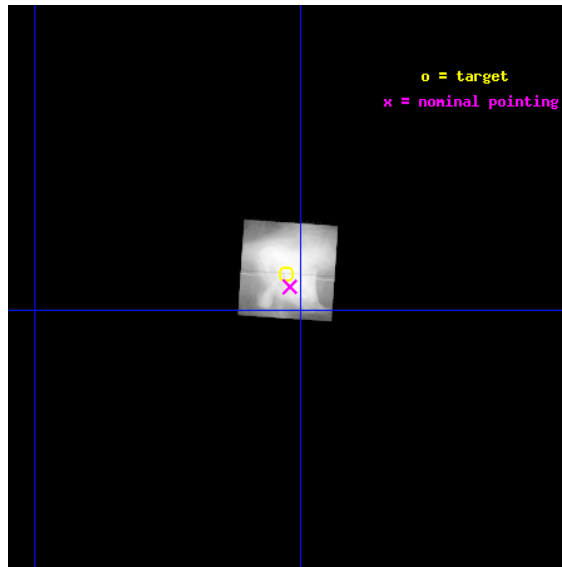 o = target
x = nominal pointing